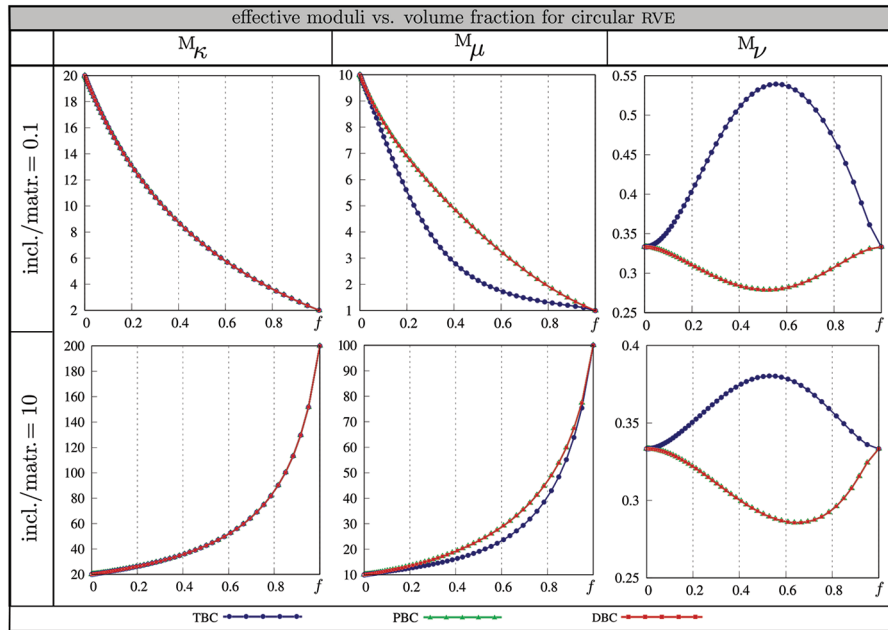 effective moduli vs. volume fraction for circular RVE
Mκ Mμ Mν
incl./matr. = 0.1
20 18 16 14 12 10 8 6 4 2
0 0.2 0.4 0.6 0.8 f
10 9 8 7 6 5 4 3 2 1
0 0.2 0.4 0.6 0.8 f
0.55 0.5 0.45 0.4 0.35 0.3 0.25
0 0.2 0.4 0.6 0.8 f
incl./matr. = 10
200 180 160 140 120 100 80 60 40 20
0 0.2 0.4 0.6 0.8 f
100 90 80 70 60 50 40 30 20 10
0 0.2 0.4 0.6 0.8 f
0.4 0.35 0.3 0.25
0 0.2 0.4 0.6 0.8 f
TBC PBC DBC